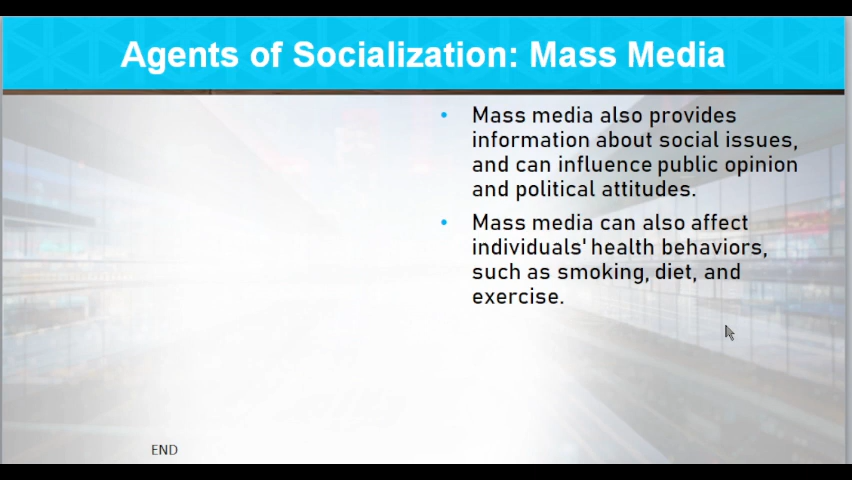 Agents of Socialization: Mass Media
• Mass media also provides
information about social issues,
and can influence public opinion
and political attitudes.
• Mass media can also affect
individuals' health behaviors,
such as smoking, diet, and
exercise.
END